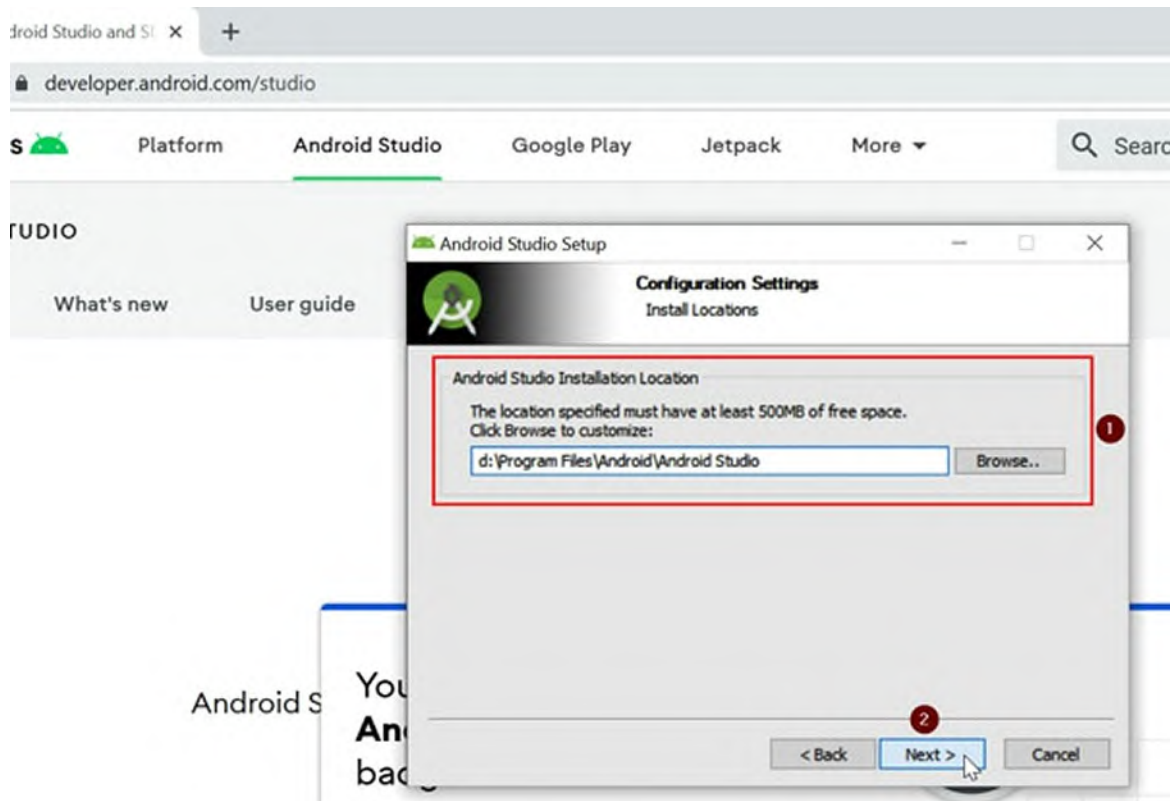 droid Studio and St
developer.android.com/studio
s Platform Android Studio Google Play Jetpack More Searc
TUDIO
What's new User guide
Android Studio Setup
Configuration Settings
Install Locations
Android Studio Installation Location
The location specified must have at least 500MB of free space.
Click Browse to customize:
d:\Program Files\Android\Android Studio Browse..
1
2
< Back Next > Cancel
Android S
You
An
bac